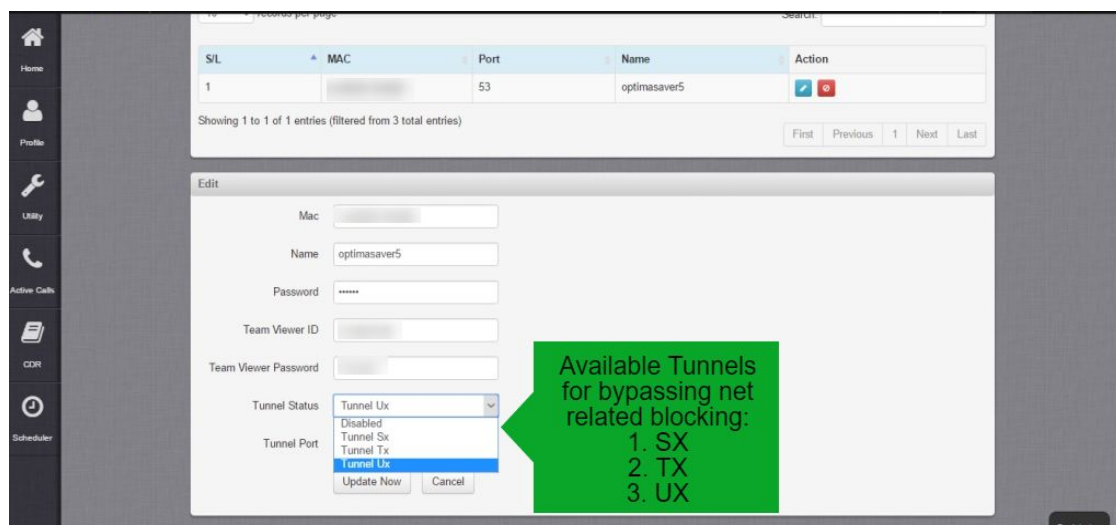 10 records per page Search:
S/L MAC Port Name Action
1 53 optimasaver5
Showing 1 to 1 of 1 entries (filtered from 3 total entries)
First Previous 1 Next Last
Home
Profile
Utility
Active Calls
CDR
Scheduler
Edit
Mac
Name optimasaver5
Password ••••••
Team Viewer ID
Team Viewer Password
Tunnel Status Tunnel Ux
Disabled
Tunnel Sx
Tunnel Tx
Tunnel Ux
Tunnel Port
Update Now Cancel
Available Tunnels
for bypassing net
related blocking:
1. SX
2. TX
3. UX